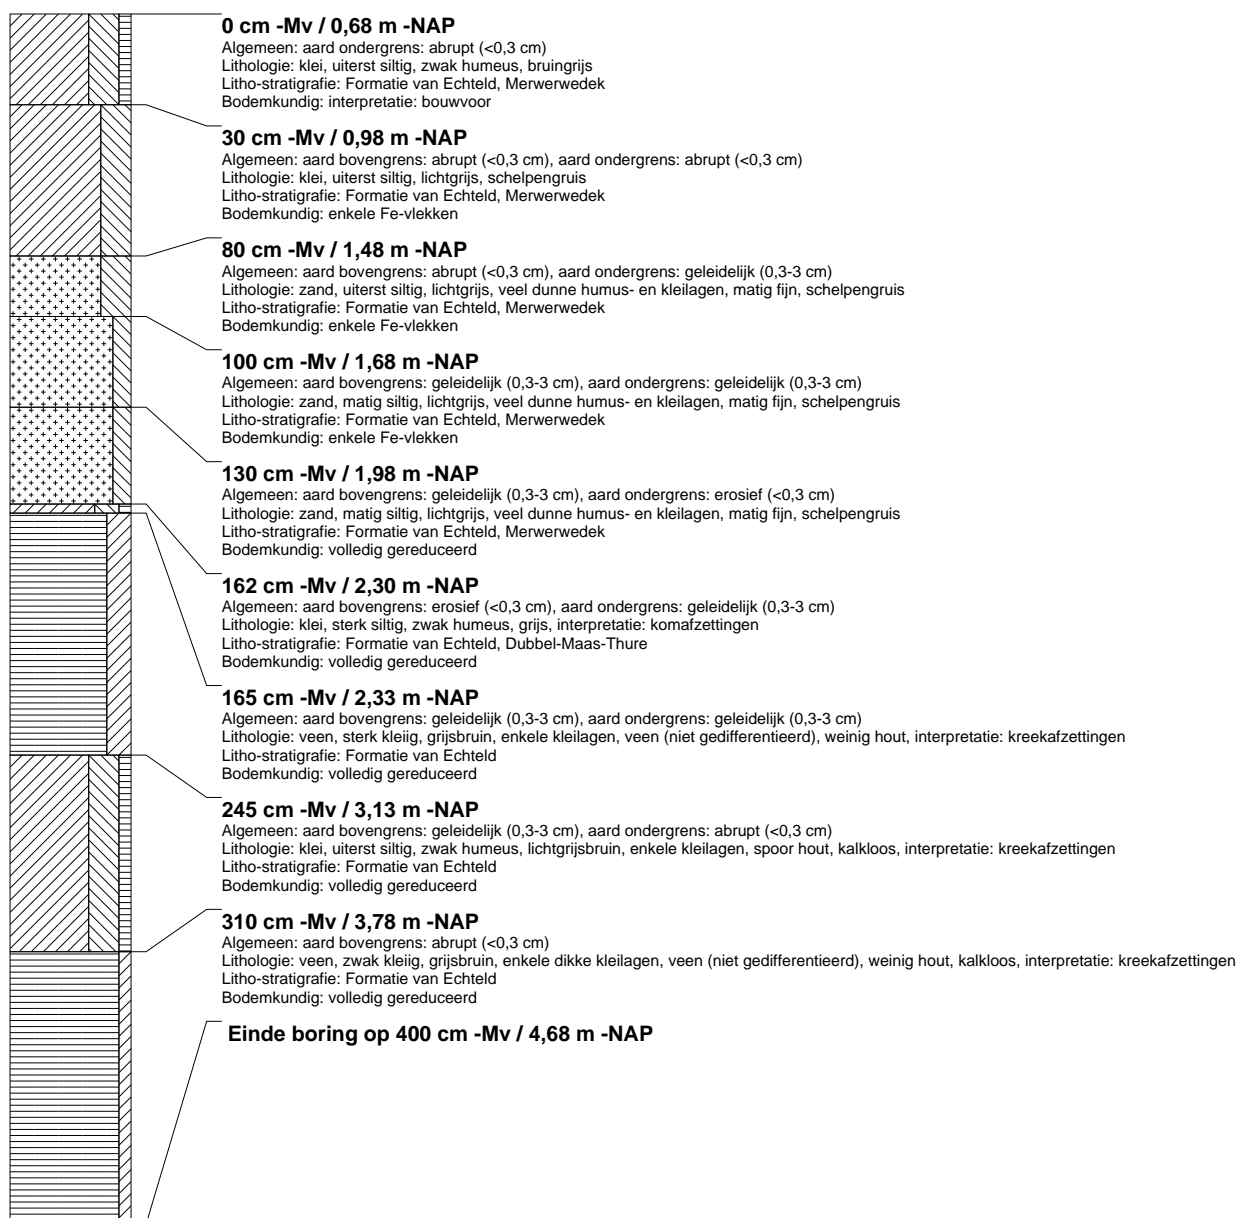 0 cm -Mv / 0,68 m -NAP
Algemeen: aard ondergrens: abrupt (<0,3 cm)
Lithologie: klei, uiterst siltig, zwak humeus, bruingrijs
Litho-stratigrafie: Formatie van Echteld, Merwerwedek
Bodemkundig: interpretatie: bouwvoor
30 cm -Mv / 0,98 m -NAP
Algemeen: aard bovengrens: abrupt (<0,3 cm), aard ondergrens: abrupt (<0,3 cm)
Lithologie: klei, uiterst siltig, lichtgrijs, schelpengruis
Litho-stratigrafie: Formatie van Echteld, Merwerwedek
Bodemkundig: enkele Fe-vlekken
80 cm -Mv / 1,48 m -NAP
Algemeen: aard bovengrens: abrupt (<0,3 cm), aard ondergrens: geleidelijk (0,3-3 cm)
Lithologie: zand, uiterst siltig, lichtgrijs, veel dunne humus- en kleilagen, matig fijn, schelpengruis
Litho-stratigrafie: Formatie van Echteld, Merwerwedek
Bodemkundig: enkele Fe-vlekken
100 cm -Mv / 1,68 m -NAP
Algemeen: aard bovengrens: geleidelijk (0,3-3 cm), aard ondergrens: geleidelijk (0,3-3 cm)
Lithologie: zand, matig siltig, lichtgrijs, veel dunne humus- en kleilagen, matig fijn, schelpengruis
Litho-stratigrafie: Formatie van Echteld, Merwerwedek
Bodemkundig: enkele Fe-vlekken
130 cm -Mv / 1,98 m -NAP
Algemeen: aard bovengrens: geleidelijk (0,3-3 cm), aard ondergrens: erosief (<0,3 cm)
Lithologie: zand, matig siltig, lichtgrijs, veel dunne humus- en kleilagen, matig fijn, schelpengruis
Litho-stratigrafie: Formatie van Echteld, Merwerwedek
Bodemkundig: volledig gereduceerd
162 cm -Mv / 2,30 m -NAP
Algemeen: aard bovengrens: erosief (<0,3 cm), aard ondergrens: geleidelijk (0,3-3 cm)
Lithologie: klei, sterk siltig, zwak humeus, grijs, interpretatie: komafzettingen
Litho-stratigrafie: Formatie van Echteld, Dubbel-Maas-Thure
Bodemkundig: volledig gereduceerd
165 cm -Mv / 2,33 m -NAP
Algemeen: aard bovengrens: geleidelijk (0,3-3 cm), aard ondergrens: geleidelijk (0,3-3 cm)
Lithologie: veen, sterk kleiig, grijsbruin, enkele kleilagen, veen (niet gedifferentieerd), weinig hout, interpretatie: kreekafzettingen
Litho-stratigrafie: Formatie van Echteld
Bodemkundig: volledig gereduceerd
245 cm -Mv / 3,13 m -NAP
Algemeen: aard bovengrens: geleidelijk (0,3-3 cm), aard ondergrens: abrupt (<0,3 cm)
Lithologie: klei, uiterst siltig, zwak humeus, lichtgrijsbruin, enkele kleilagen, spoor hout, kalkloos, interpretatie: kreekafzettingen
Litho-stratigrafie: Formatie van Echteld
Bodemkundig: volledig gereduceerd
310 cm -Mv / 3,78 m -NAP
Algemeen: aard bovengrens: abrupt (<0,3 cm)
Lithologie: veen, zwak kleiig, grijsbruin, enkele dikke kleilagen, veen (niet gedifferentieerd), weinig hout, kalkloos, interpretatie: kreekafzettingen
Litho-stratigrafie: Formatie van Echteld
Bodemkundig: volledig gereduceerd
Einde boring op 400 cm -Mv / 4,68 m -NAP